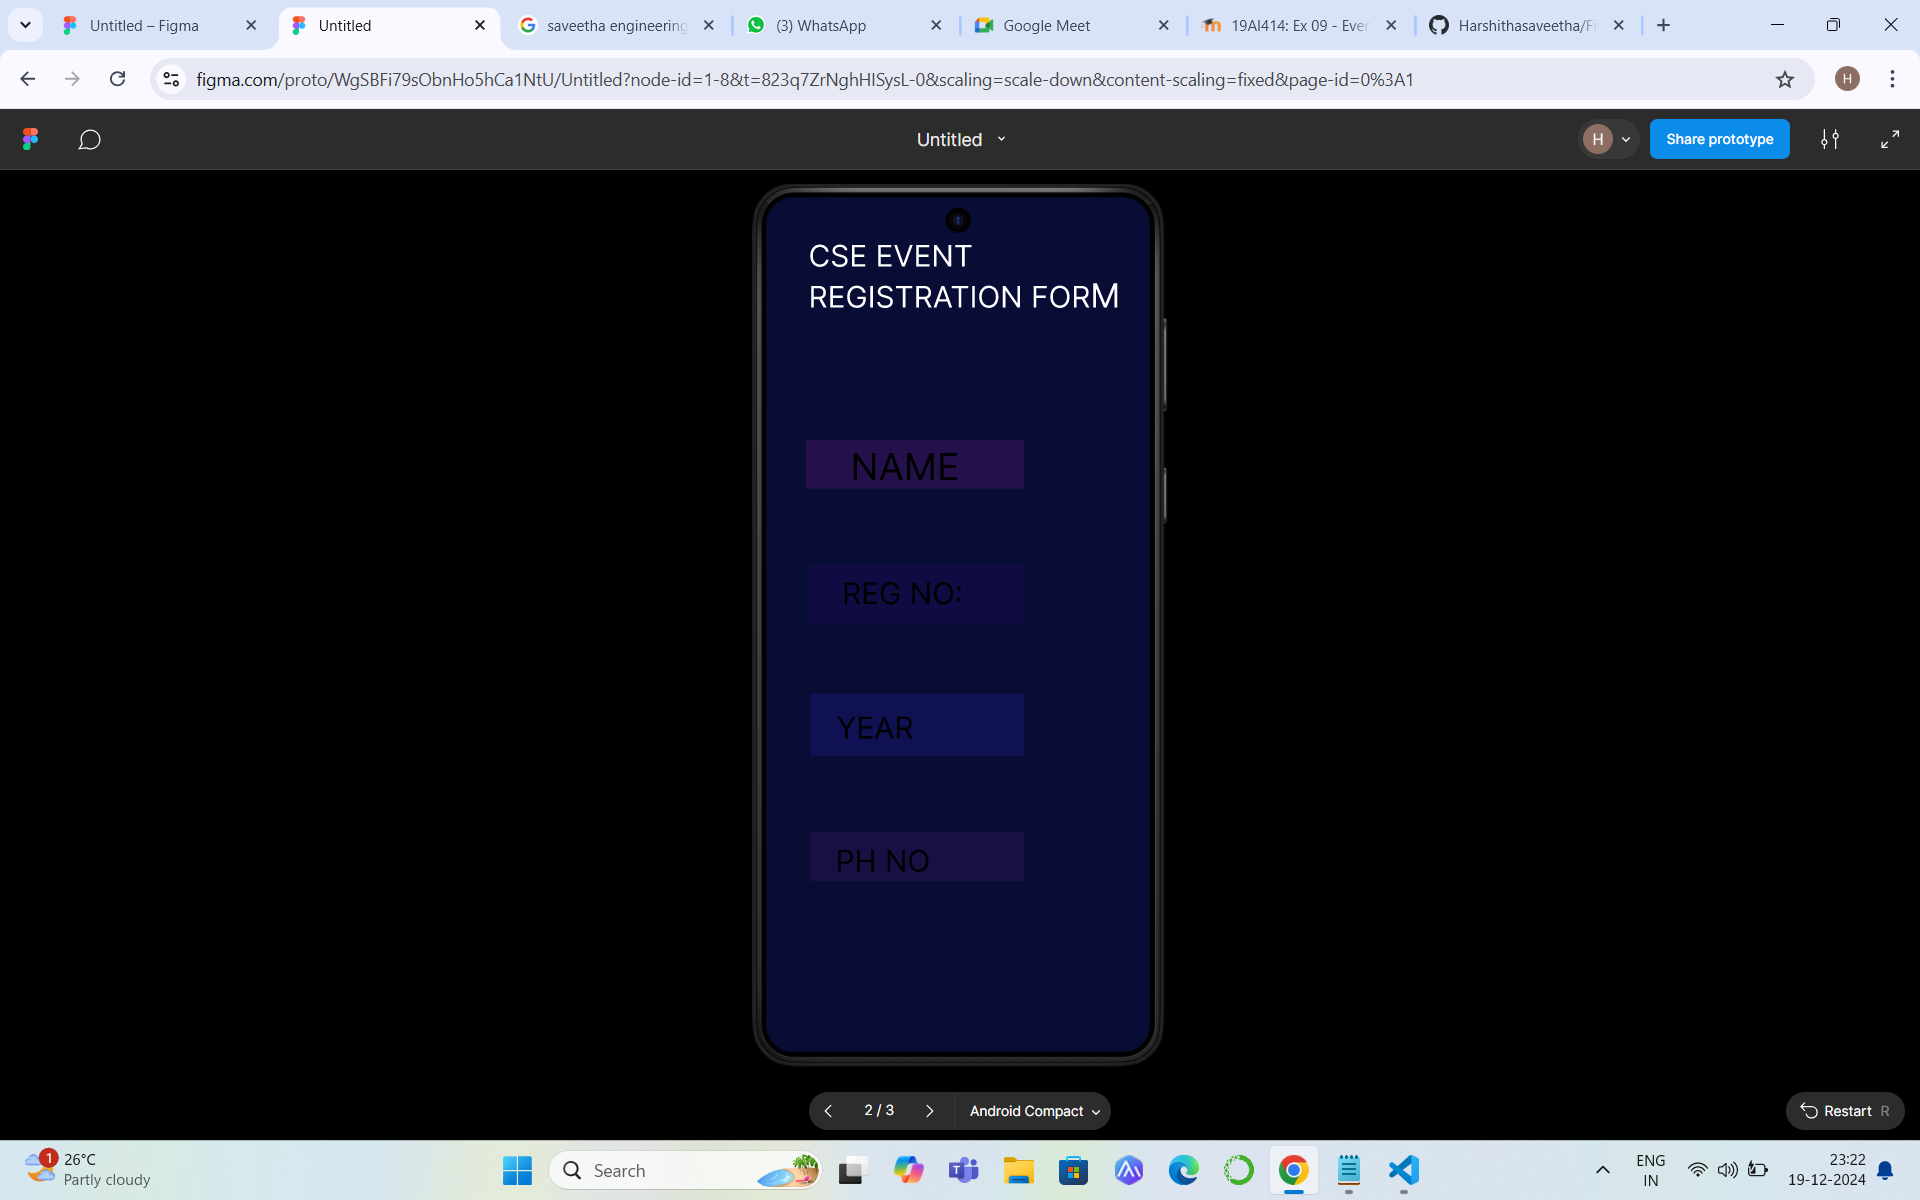 Untitled – Figma
Untitled
saveetha engineering
(3) WhatsApp
Google Meet
19AI414: Ex 09 - Ever
Harshithasaveetha/Fi
figma.com/proto/WgSBFi79sObnHo5hCa1NtU/Untitled?node-id=1-8&t=823q7ZrNghHISysL-0&scaling=scale-down&content-scaling=fixed&page-id=0%3A1
H
Untitled
H
Share prototype
CSE EVENT
REGISTRATION FORM
NAME
REG NO:
YEAR
PH NO
2 / 3
Android Compact
Restart R
1
26°C
Partly cloudy
Search
ENG
IN
23:22
19-12-2024